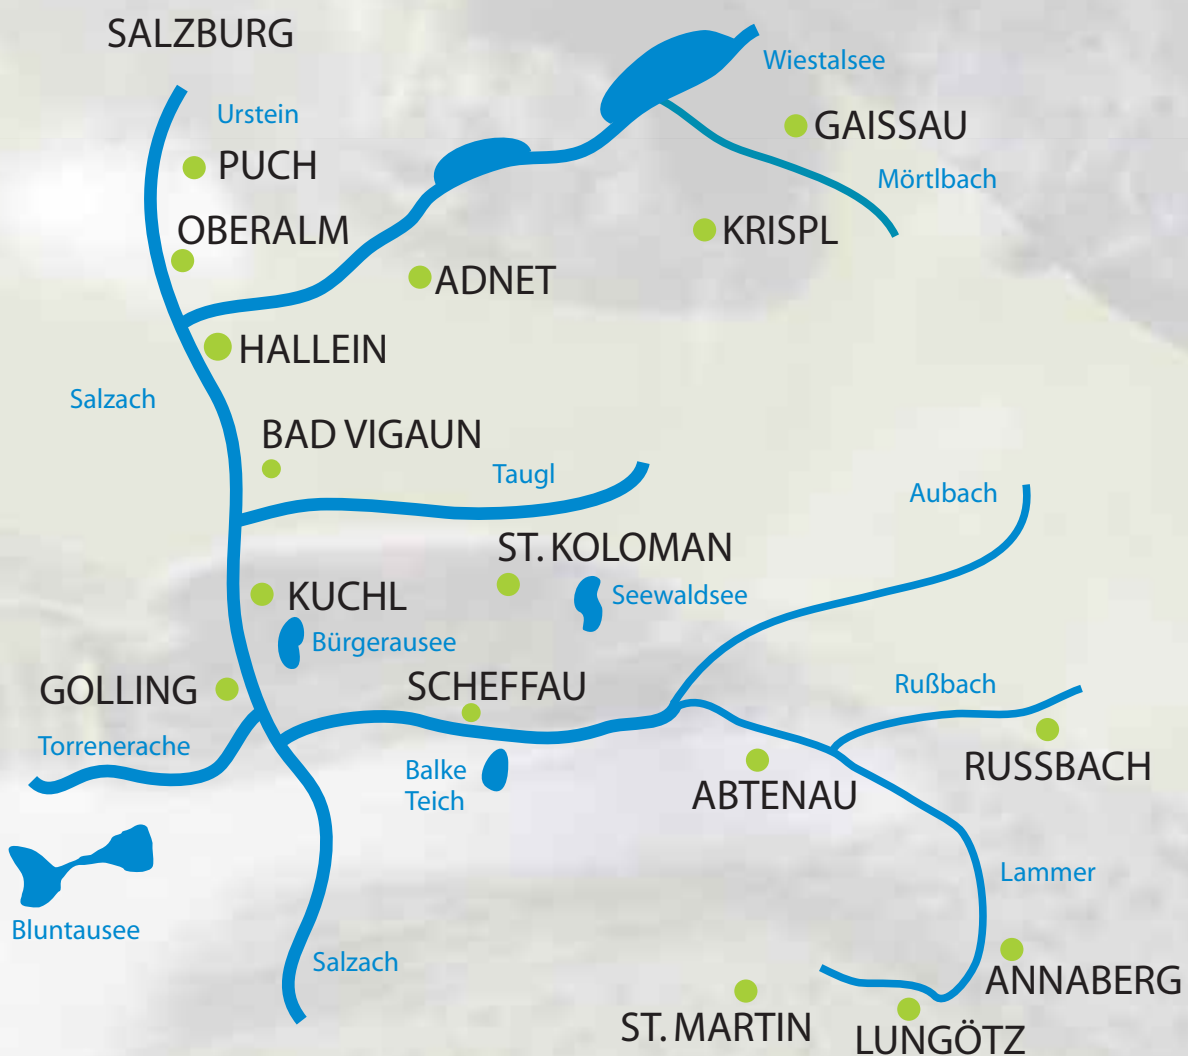 SALZBURG
Wiestalsee
Urstein
GAISSAU
PUCH
Mörtlbach
OBERALM
KRISPL
ADNET
HALLEIN
Salzach
BAD VIGAUN
Taugl
Aubach
ST. KOLOMAN
KUCHL
Seewaldsee
Bürgerausee
GOLLING
SCHEFFAU
Rußbach
Torrenerache
Balke
Teich
RUSSBACH
ABTENAU
Lammer
Bluntausee
Salzach
ANNABERG
ST. MARTIN
LUNGÖTZ